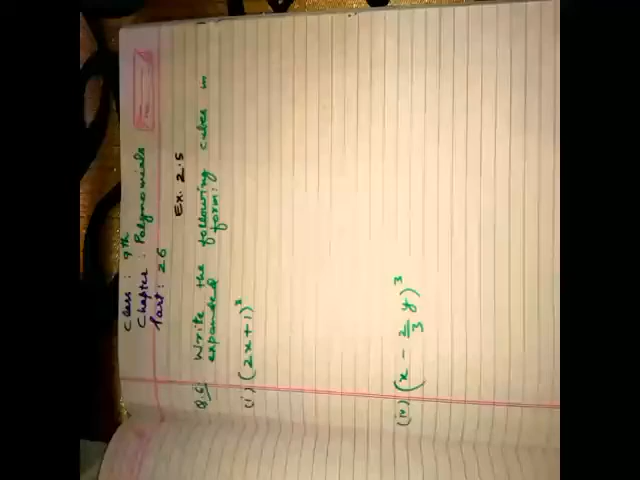 Class : 9th
Chapter : Polynomials
Part : 26
Ex. 2.5
Q.6 Write the following cubes in
expanded form:
(i) (2x+1)³
(iv) (x - 2/3 y)³